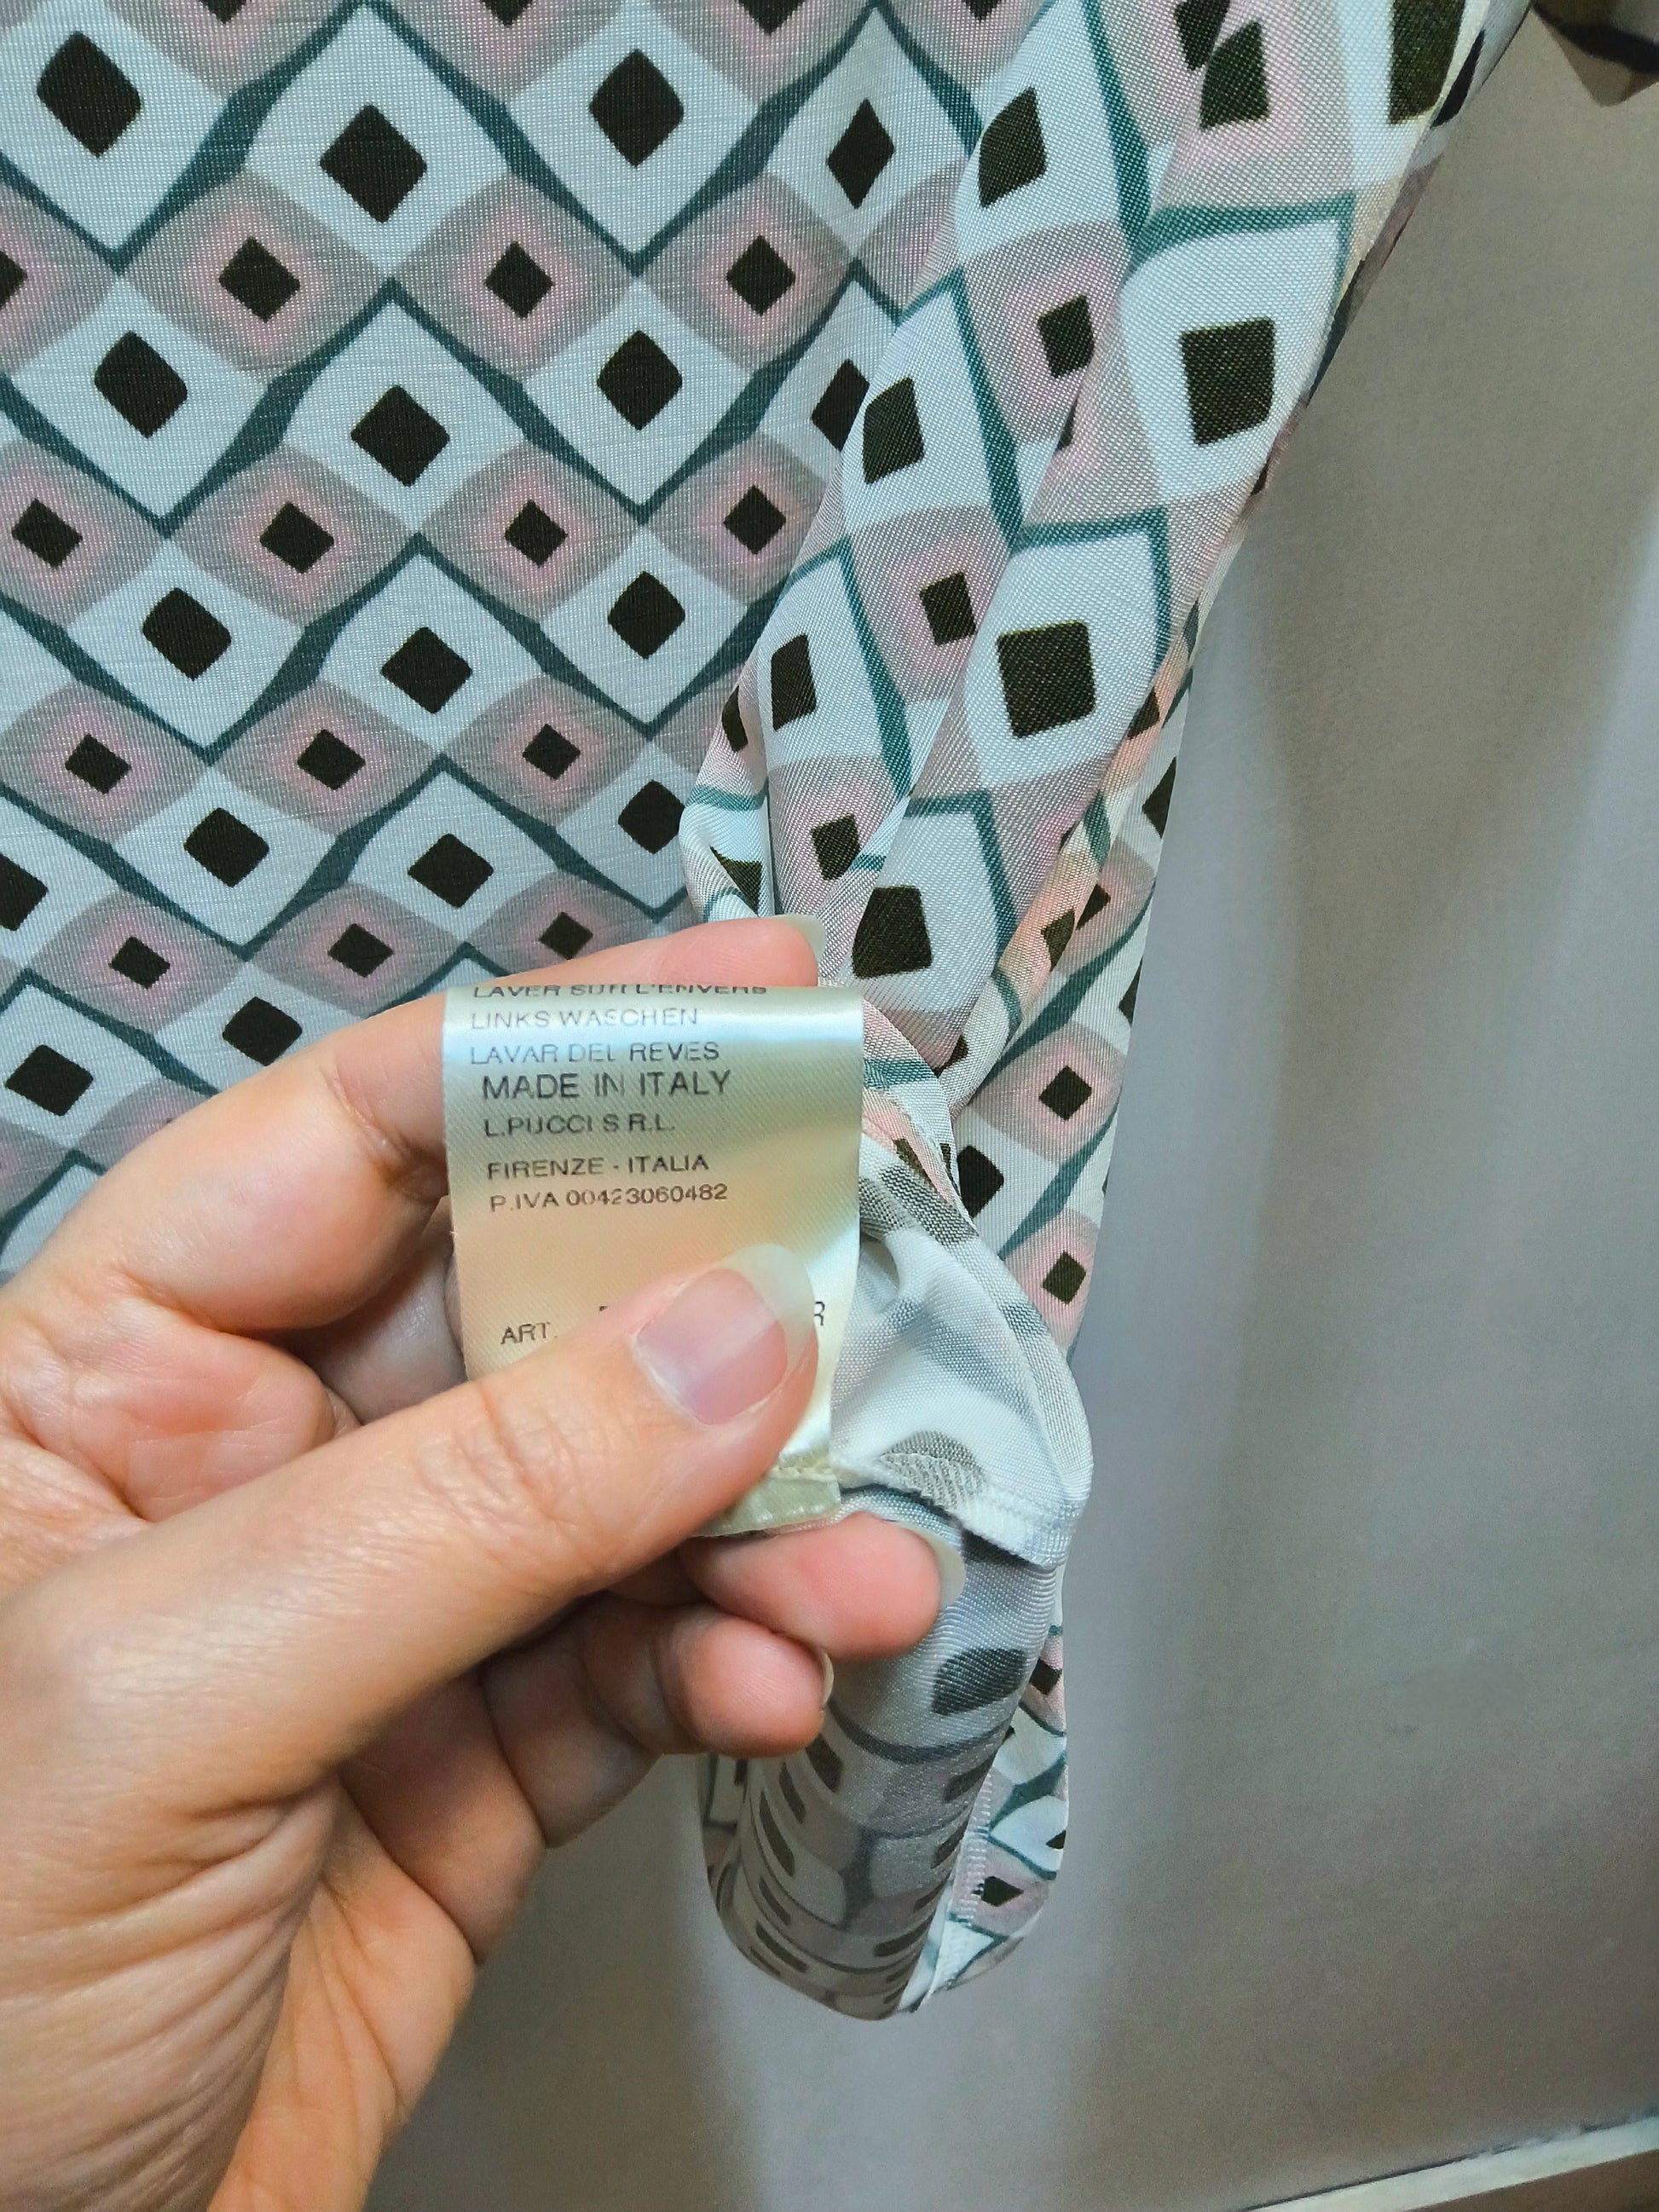 LAVER SUR L'ENVERS
LINKS WASCHEN
LAVAR DEL REVES
MADE IN ITALY
L.PUCCI S.R.L.
FIRENZE - ITALIA
P.IVA 00423060482
ART.